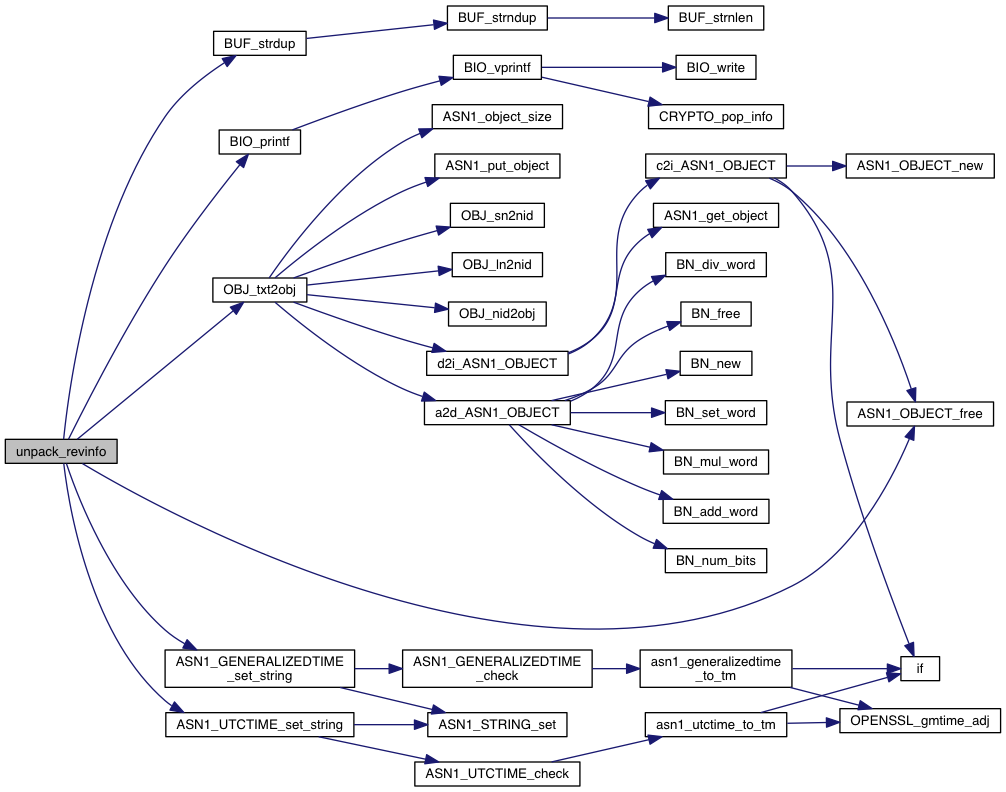 BUF_strndup
BUF_strnlen
BUF_strdup
BIO_vprintf
BIO_write
ASN1_object_size
CRYPTO_pop_info
BIO_printf
ASN1_put_object
c2i_ASN1_OBJECT
ASN1_OBJECT_new
OBJ_sn2nid
ASN1_get_object
OBJ_ln2nid
BN_div_word
OBJ_txt2obj
OBJ_nid2obj
BN_free
d2i_ASN1_OBJECT
BN_new
a2d_ASN1_OBJECT
BN_set_word
ASN1_OBJECT_free
unpack_revinfo
BN_mul_word
BN_add_word
BN_num_bits
ASN1_GENERALIZEDTIME
_set_string
ASN1_GENERALIZEDTIME
_check
asn1_generalizedtime
_to_tm
if
ASN1_UTCTIME_set_string
ASN1_STRING_set
asn1_utctime_to_tm
OPENSSL_gmtime_adj
ASN1_UTCTIME_check